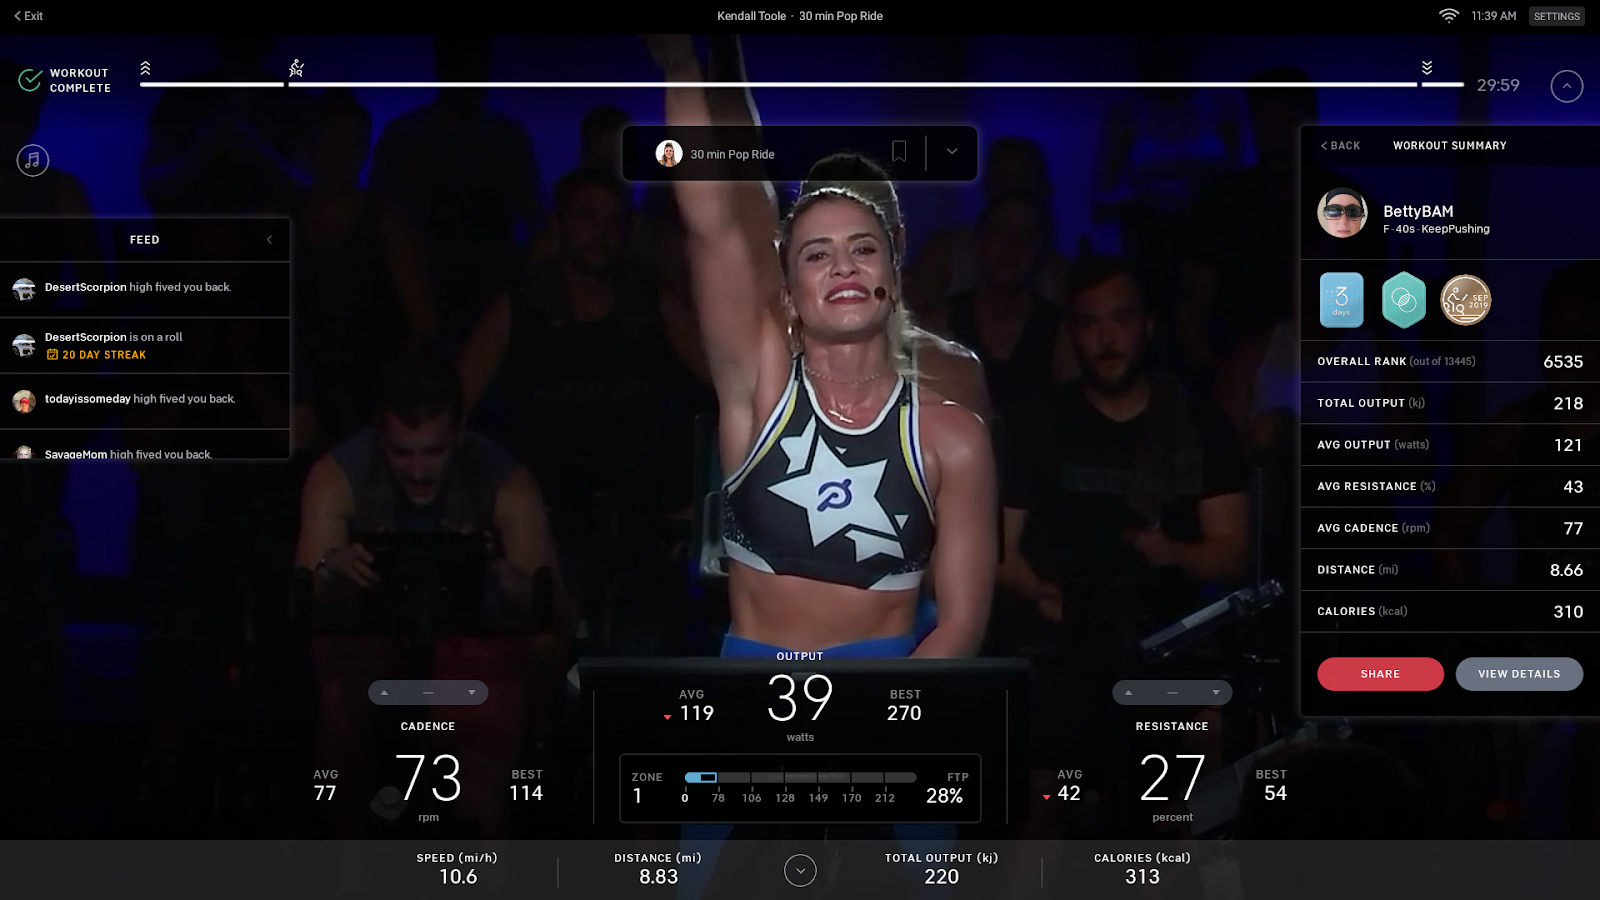 Exit
Kendall Toole · 30 min Pop Ride
11:39 AM
SETTINGS
WORKOUT
COMPLETE
29:59
30 min Pop Ride
FEED
DesertScorpion high fived you back.
DesertScorpion is on a roll
20 DAY STREAK
todayissomeday high fived you back.
SavageMom high fived you back.
BACK
WORKOUT SUMMARY
BettyBAM
F · 40s · KeepPushing
3
days
SEP
2019
OVERALL RANK (out of 13445) 6535
TOTAL OUTPUT (kj) 218
AVG OUTPUT (watts) 121
AVG RESISTANCE (%) 43
AVG CADENCE (rpm) 77
DISTANCE (mi) 8.66
CALORIES (kcal) 310
SHARE
VIEW DETAILS
CADENCE
AVG
77
73
rpm
BEST
114
OUTPUT
AVG
119
39
watts
BEST
270
ZONE
1
0 78 106 128 149 170 212
FTP
28%
RESISTANCE
AVG
42
27
percent
BEST
54
SPEED (mi/h)
10.6
DISTANCE (mi)
8.83
TOTAL OUTPUT (kj)
220
CALORIES (kcal)
313